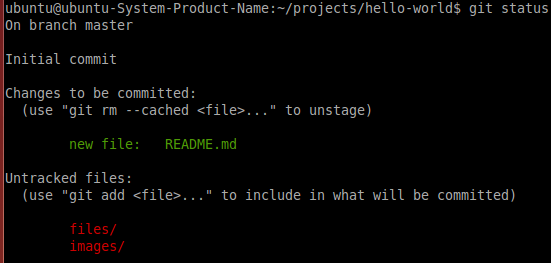 ubuntu@ubuntu-System-Product-Name:~/projects/hello-world$ git status
On branch master
Initial commit
Changes to be committed:
(use "git rm --cached <file>..." to unstage)
new file:   README.md
Untracked files:
(use "git add <file>..." to include in what will be committed)
files/
images/